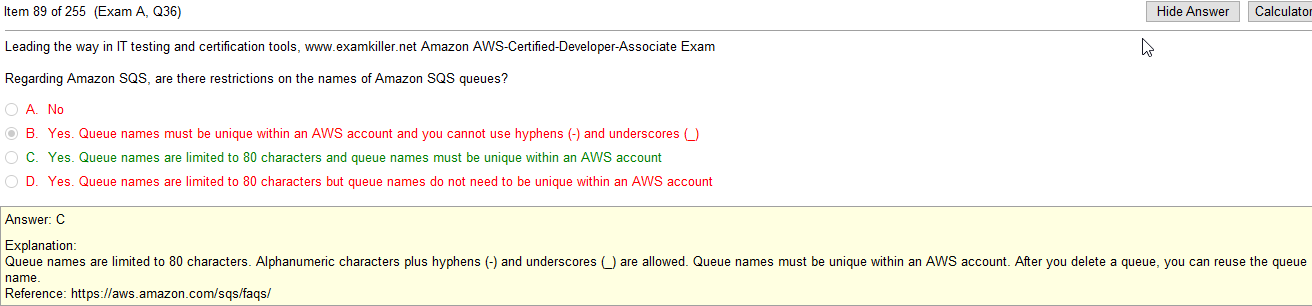 Item 89 of 255 (Exam A, Q36)
Hide Answer
Calculator
Leading the way in IT testing and certification tools, www.examkiller.net Amazon AWS-Certified-Developer-Associate Exam
Regarding Amazon SQS, are there restrictions on the names of Amazon SQS queues?
A. No
B. Yes. Queue names must be unique within an AWS account and you cannot use hyphens (-) and underscores (_)
C. Yes. Queue names are limited to 80 characters and queue names must be unique within an AWS account
D. Yes. Queue names are limited to 80 characters but queue names do not need to be unique within an AWS account
Answer: C
Explanation:
Queue names are limited to 80 characters. Alphanumeric characters plus hyphens (-) and underscores (_) are allowed. Queue names must be unique within an AWS account. After you delete a queue, you can reuse the queue
name.
Reference: https://aws.amazon.com/sqs/faqs/